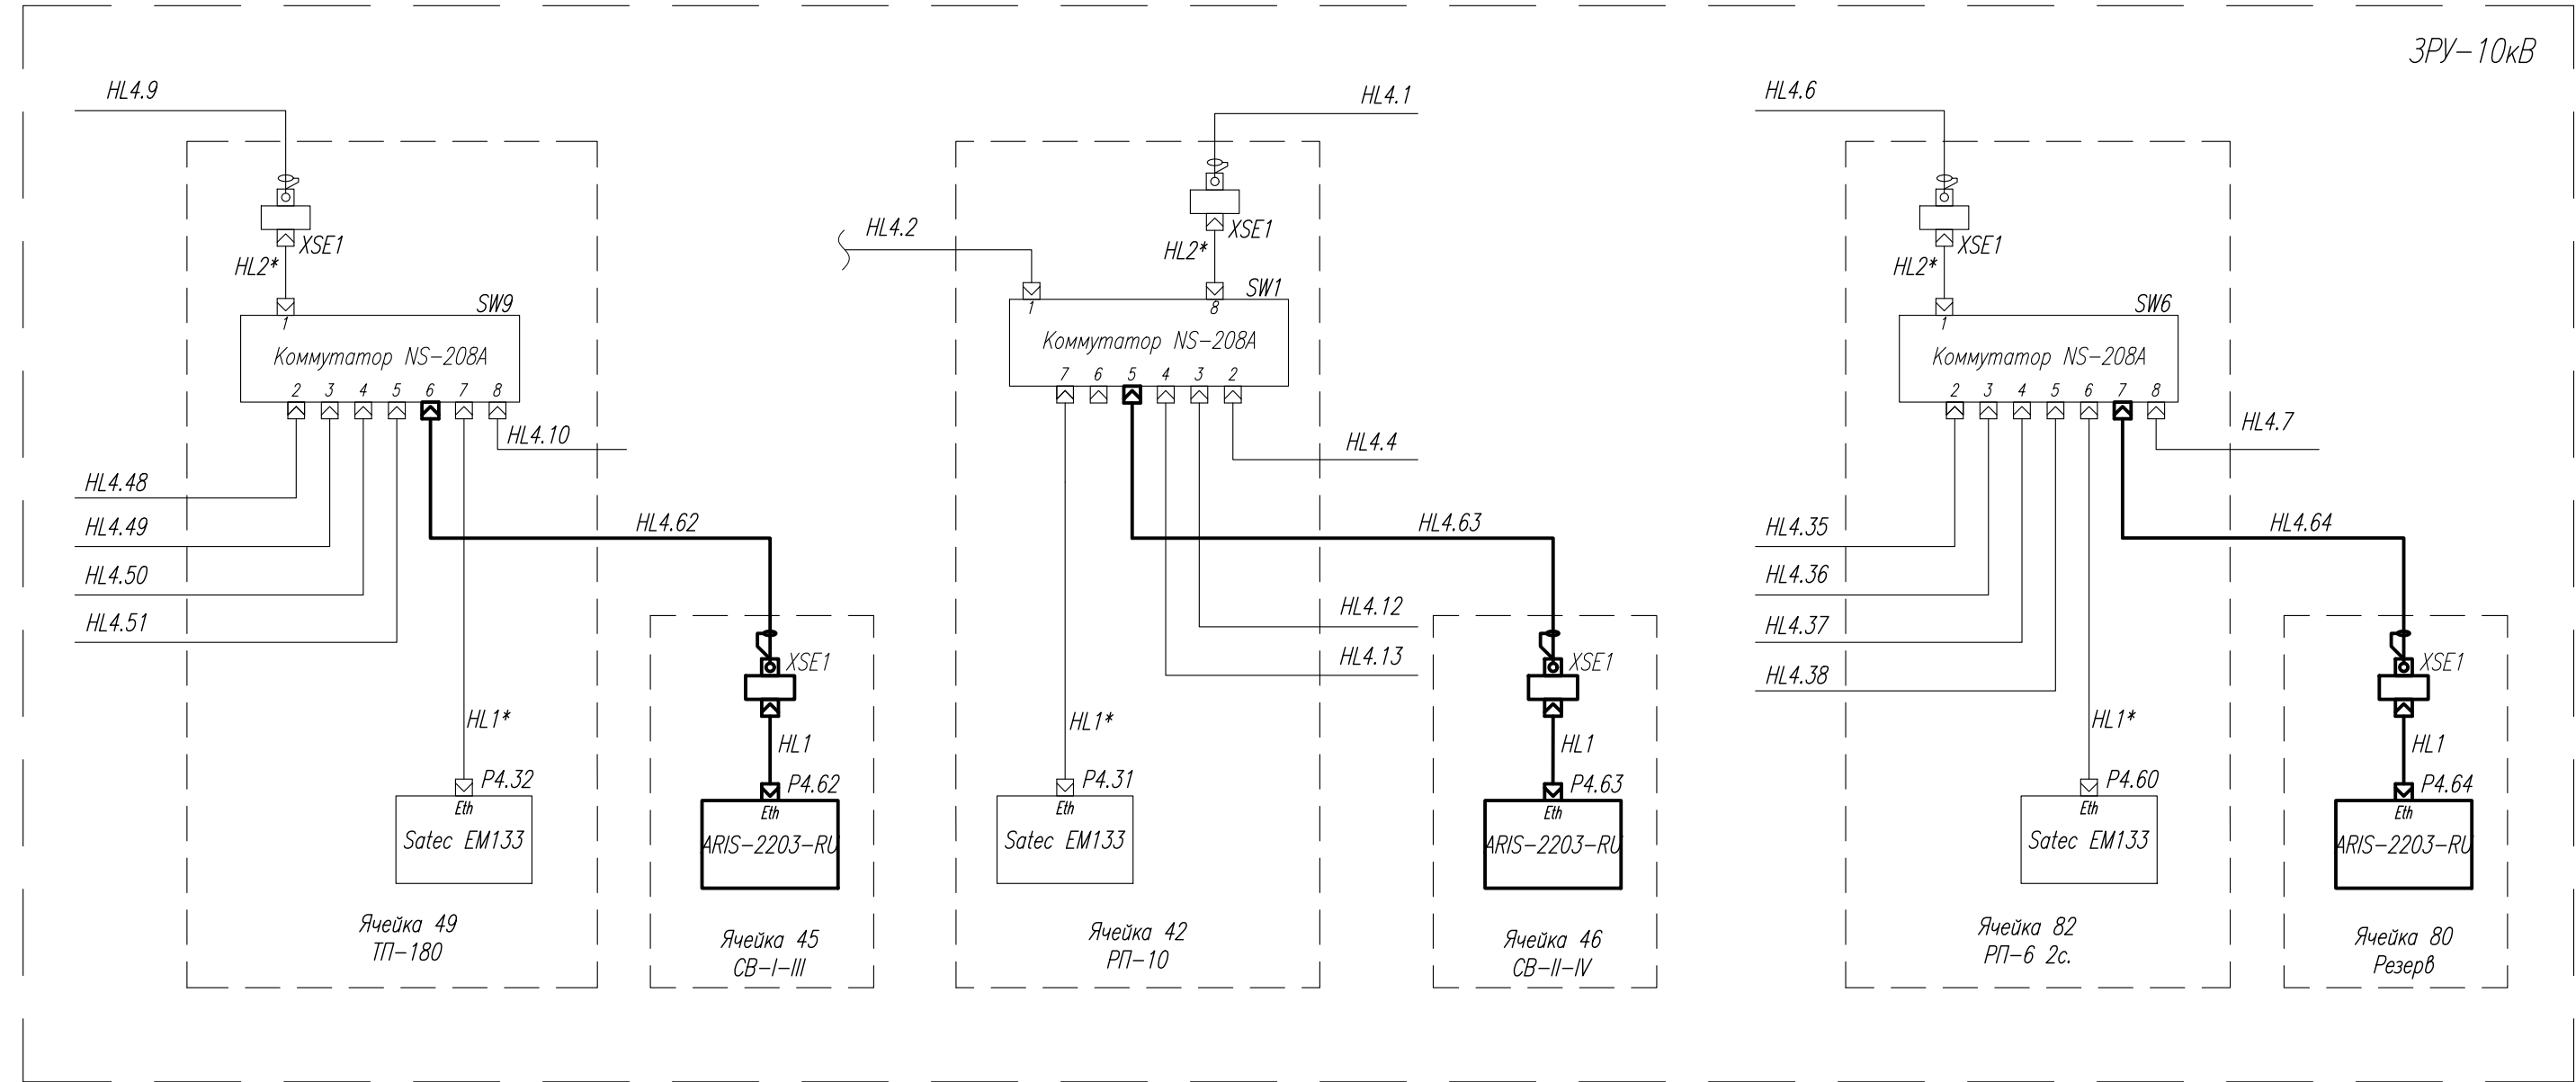 ЗРУ-10кВ
HL4.9
XSE1
HL2*
SW9
1
Коммутатор NS-208A
2 3 4 5 6 7 8
HL4.10
HL4.48
HL4.49
HL4.50
HL4.51
HL4.62
HL1*
P4.32
Eth
Satec EM133
Ячейка 49
ТП-180
XSE1
HL1
P4.62
Eth
ARIS-2203-RU
Ячейка 45
СВ-I-III
HL4.1
HL4.2
XSE1
HL2*
SW1
1 8
Коммутатор NS-208A
7 6 5 4 3 2
HL4.4
HL4.63
HL4.12
HL4.13
HL1*
P4.31
Eth
Satec EM133
Ячейка 42
РП-10
XSE1
HL1
P4.63
Eth
ARIS-2203-RU
Ячейка 46
СВ-II-IV
HL4.6
XSE1
HL2*
SW6
1
Коммутатор NS-208A
2 3 4 5 6 7 8
HL4.7
HL4.35
HL4.36
HL4.37
HL4.38
HL4.64
HL1*
P4.60
Eth
Satec EM133
Ячейка 82
РП-6 2с.
XSE1
HL1
P4.64
Eth
ARIS-2203-RU
Ячейка 80
Резерв